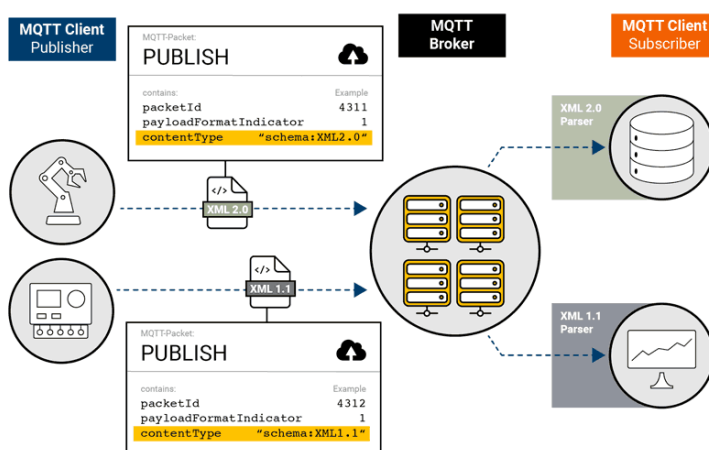 MQTT Client
Publisher
MQTT-Packet:
PUBLISH
contains: Example
packetId 4311
payloadFormatIndicator 1
contentType “schema:XML2.0“
MQTT
Broker
MQTT Client
Subscriber
XML 2.0
Parser
</>
XML 2.0
</>
XML 1.1
XML 1.1
Parser
MQTT-Packet:
PUBLISH
contains: Example
packetId 4312
payloadFormatIndicator 1
contentType “schema:XML1.1“